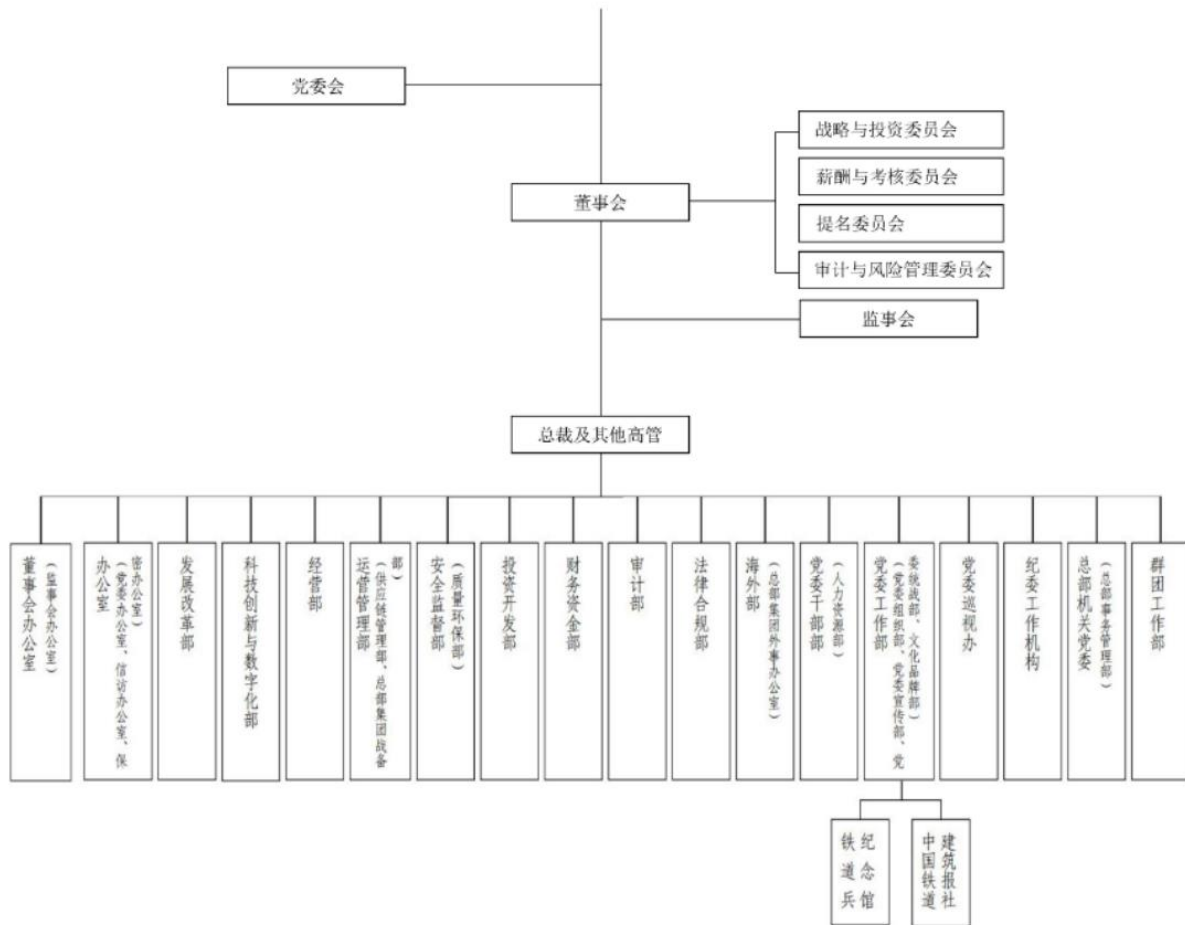 党委会
战略与投资委员会
薪酬与考核委员会
董事会
提名委员会
审计与风险管理委员会
监事会
总裁及其他高管
董事会办公室
（监事会办公室）
办公室
（党委办公室、信访办公室、保
密办公室）
发展改革部
科技创新与数字化部
经营部
运营管理部
（供应链管理部、总部集团战备
部）
安全监督部
（质量环保部）
投资开发部
财务资金部
审计部
法律合规部
海外部
（总部集团外事办公室）
党委干部部
（人力资源部）
党委工作部
（党委组织部、党委宣传部、党
委统战部、文化品牌部）
党委巡视办
纪委工作机构
总部机关党委
（总部事务管理部）
群团工作部
铁道兵
纪念馆
中国铁道
建筑报社